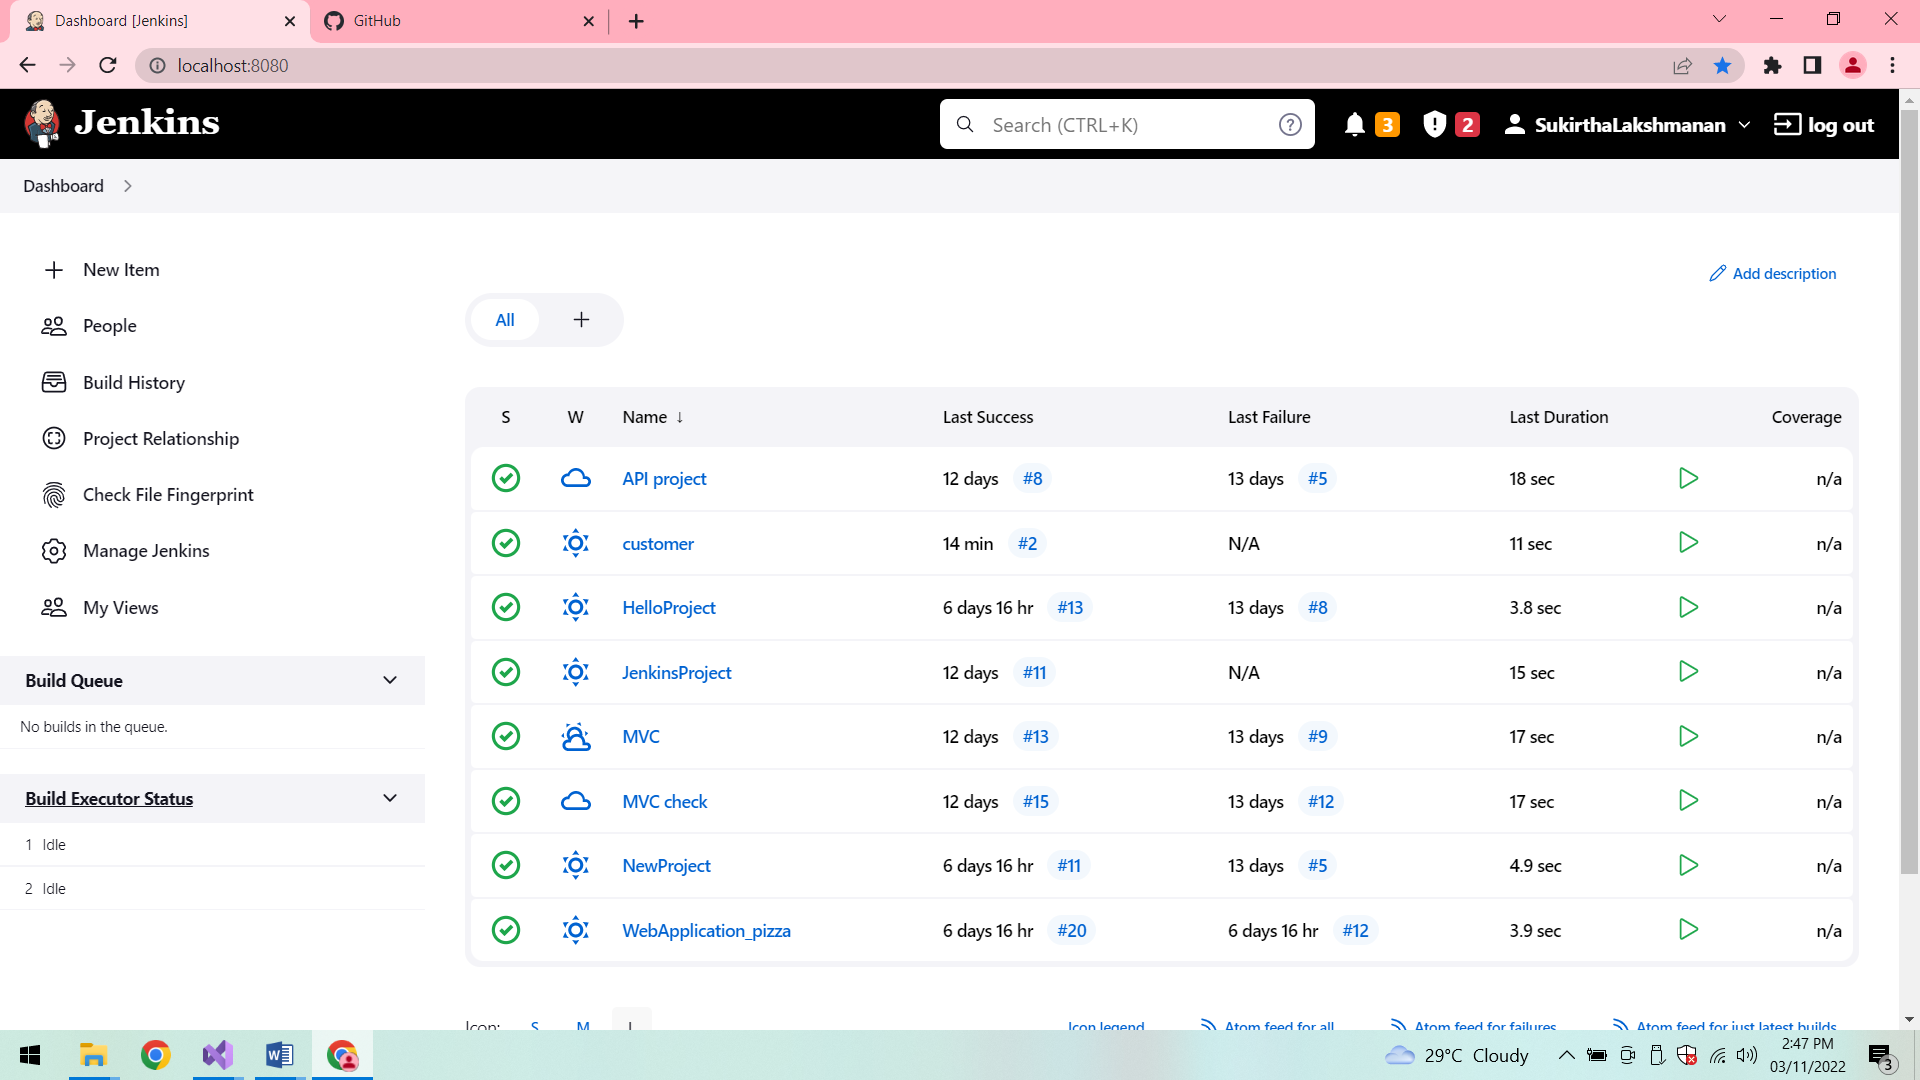 Dashboard [Jenkins]
GitHub
localhost:8080
Jenkins
Search (CTRL+K)
3
2
SukirthaLakshmanan
log out
Dashboard
New Item
People
Build History
Project Relationship
Check File Fingerprint
Manage Jenkins
My Views
Build Queue
No builds in the queue.
Build Executor Status
1 Idle
2 Idle
Add description
All
S W Name ↓ Last Success Last Failure Last Duration Coverage
API project 12 days #8 13 days #5 18 sec n/a
customer 14 min #2 N/A 11 sec n/a
HelloProject 6 days 16 hr #13 13 days #8 3.8 sec n/a
JenkinsProject 12 days #11 N/A 15 sec n/a
MVC 12 days #13 13 days #9 17 sec n/a
MVC check 12 days #15 13 days #12 17 sec n/a
NewProject 6 days 16 hr #11 13 days #5 4.9 sec n/a
WebApplication_pizza 6 days 16 hr #20 6 days 16 hr #12 3.9 sec n/a
Icon: S M L Icon legend Atom feed for all Atom feed for failures Atom feed for just latest builds
29°C Cloudy
2:47 PM
03/11/2022
3